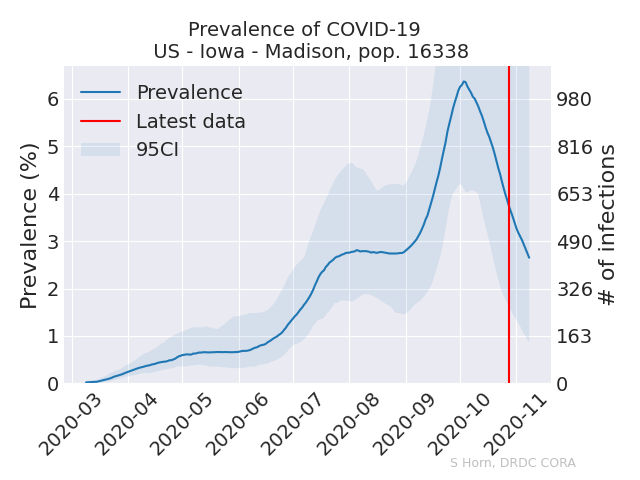 Prevalence of COVID-19
US - Iowa - Madison, pop. 16338
Prevalence
Latest data
95CI
Prevalence (%)
6
5
4
3
2
1
0
980
816
653
490
326
163
0
# of infections
2020-03
2020-04
2020-05
2020-06
2020-07
2020-08
2020-09
2020-10
2020-11
S Horn, DRDC CORA